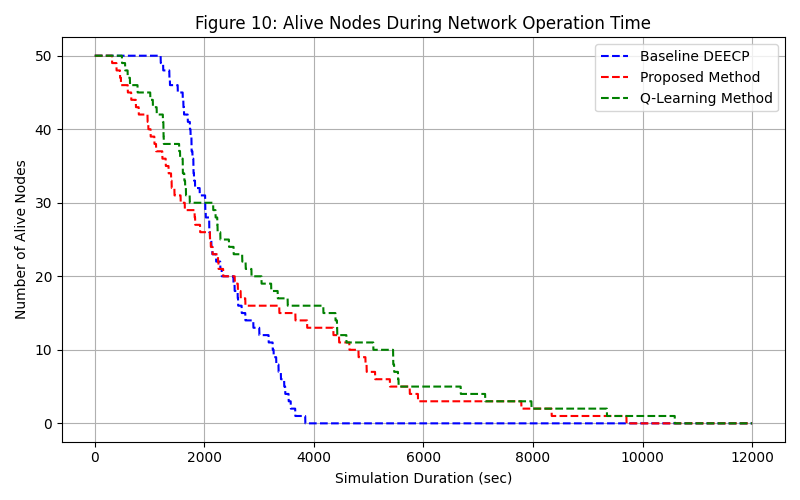 Figure 10: Alive Nodes During Network Operation Time
Number of Alive Nodes
50
40
30
20
10
0
Baseline DEECP
Proposed Method
Q-Learning Method
0 2000 4000 6000 8000 10000 12000
Simulation Duration (sec)